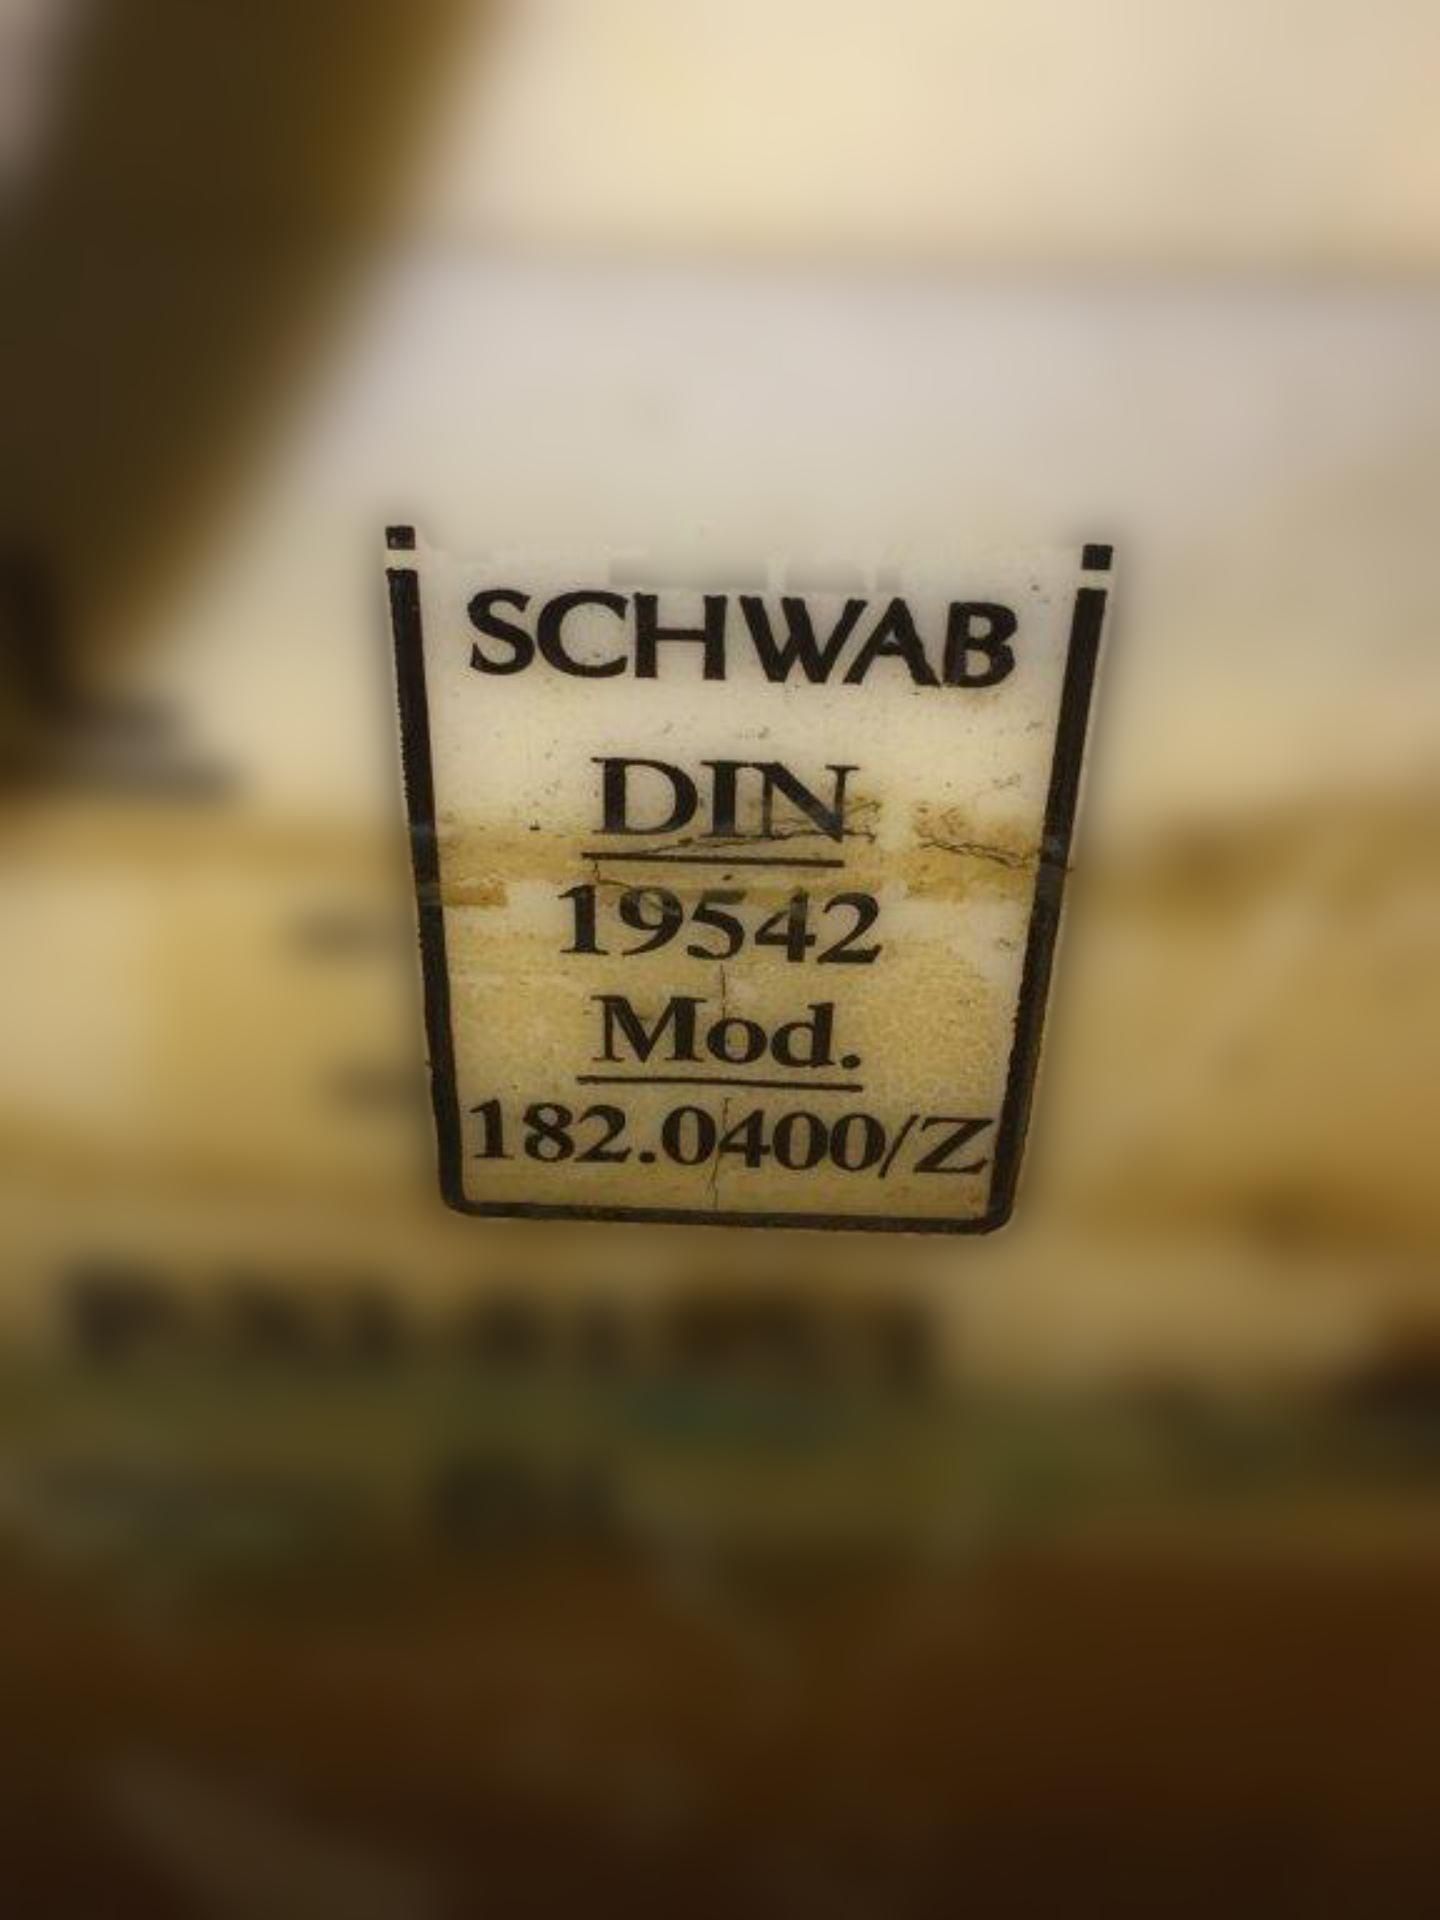 SCHWAB
DIN
19542
Mod.
182.0400/Z